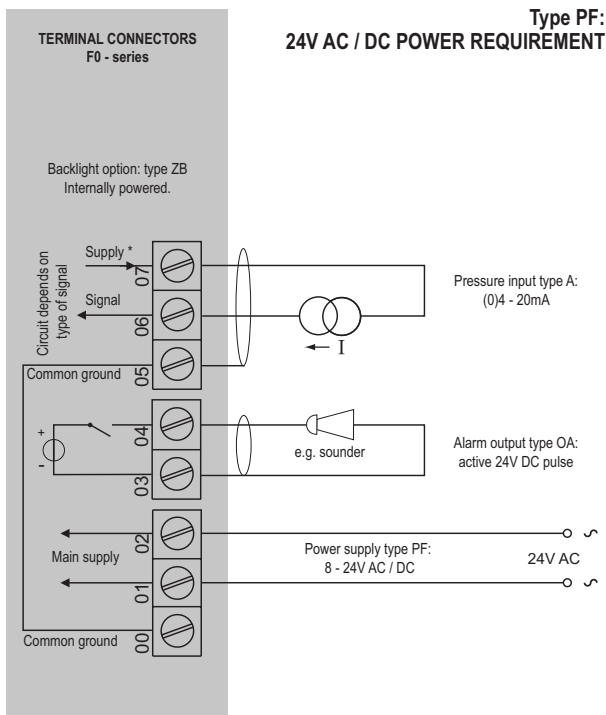 Type PF:
24V AC / DC POWER REQUIREMENT
TERMINAL CONNECTORS
F0 - series
Backlight option: type ZB
Internally powered.
Circuit depends on
type of signal
Supply *
07
Signal
06
Common ground
05
I
Pressure input type A:
(0)4 - 20mA
+
-
04
03
e.g. sounder
Alarm output type OA:
active 24V DC pulse
02
Main supply
01
Power supply type PF:
8 - 24V AC / DC
24V AC
Common ground
00